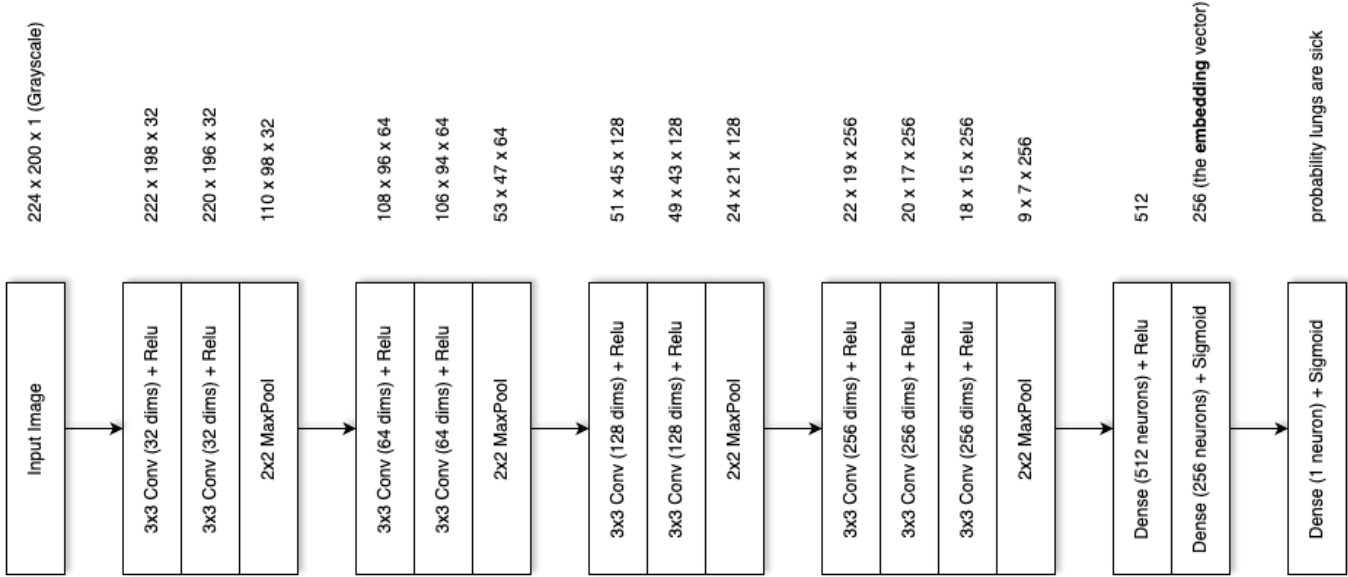 224 x 200 x 1 (Grayscale)
222 x 198 x 32
220 x 196 x 32
110 x 98 x 32
108 x 96 x 64
106 x 94 x 64
53 x 47 x 64
51 x 45 x 128
49 x 43 x 128
24 x 21 x 128
22 x 19 x 256
20 x 17 x 256
18 x 15 x 256
9 x 7 x 256
512
256 (the embedding vector)
probability lungs are sick
Input Image
3x3 Conv (32 dims) + Relu
3x3 Conv (32 dims) + Relu
2x2 MaxPool
3x3 Conv (64 dims) + Relu
3x3 Conv (64 dims) + Relu
2x2 MaxPool
3x3 Conv (128 dims) + Relu
3x3 Conv (128 dims) + Relu
2x2 MaxPool
3x3 Conv (256 dims) + Relu
3x3 Conv (256 dims) + Relu
3x3 Conv (256 dims) + Relu
2x2 MaxPool
Dense (512 neurons) + Relu
Dense (256 neurons) + Sigmoid
Dense (1 neuron) + Sigmoid